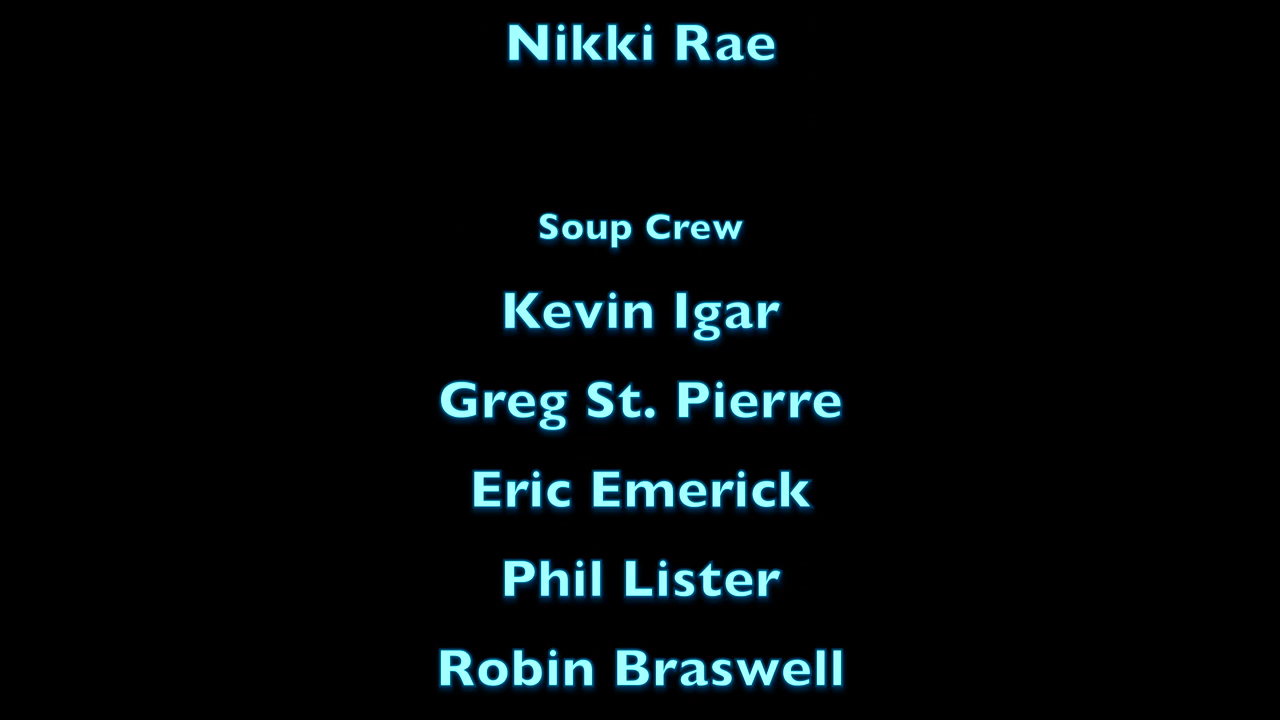 Nikki Rae
Soup Crew
Kevin Igar
Greg St. Pierre
Eric Emerick
Phil Lister
Robin Braswell